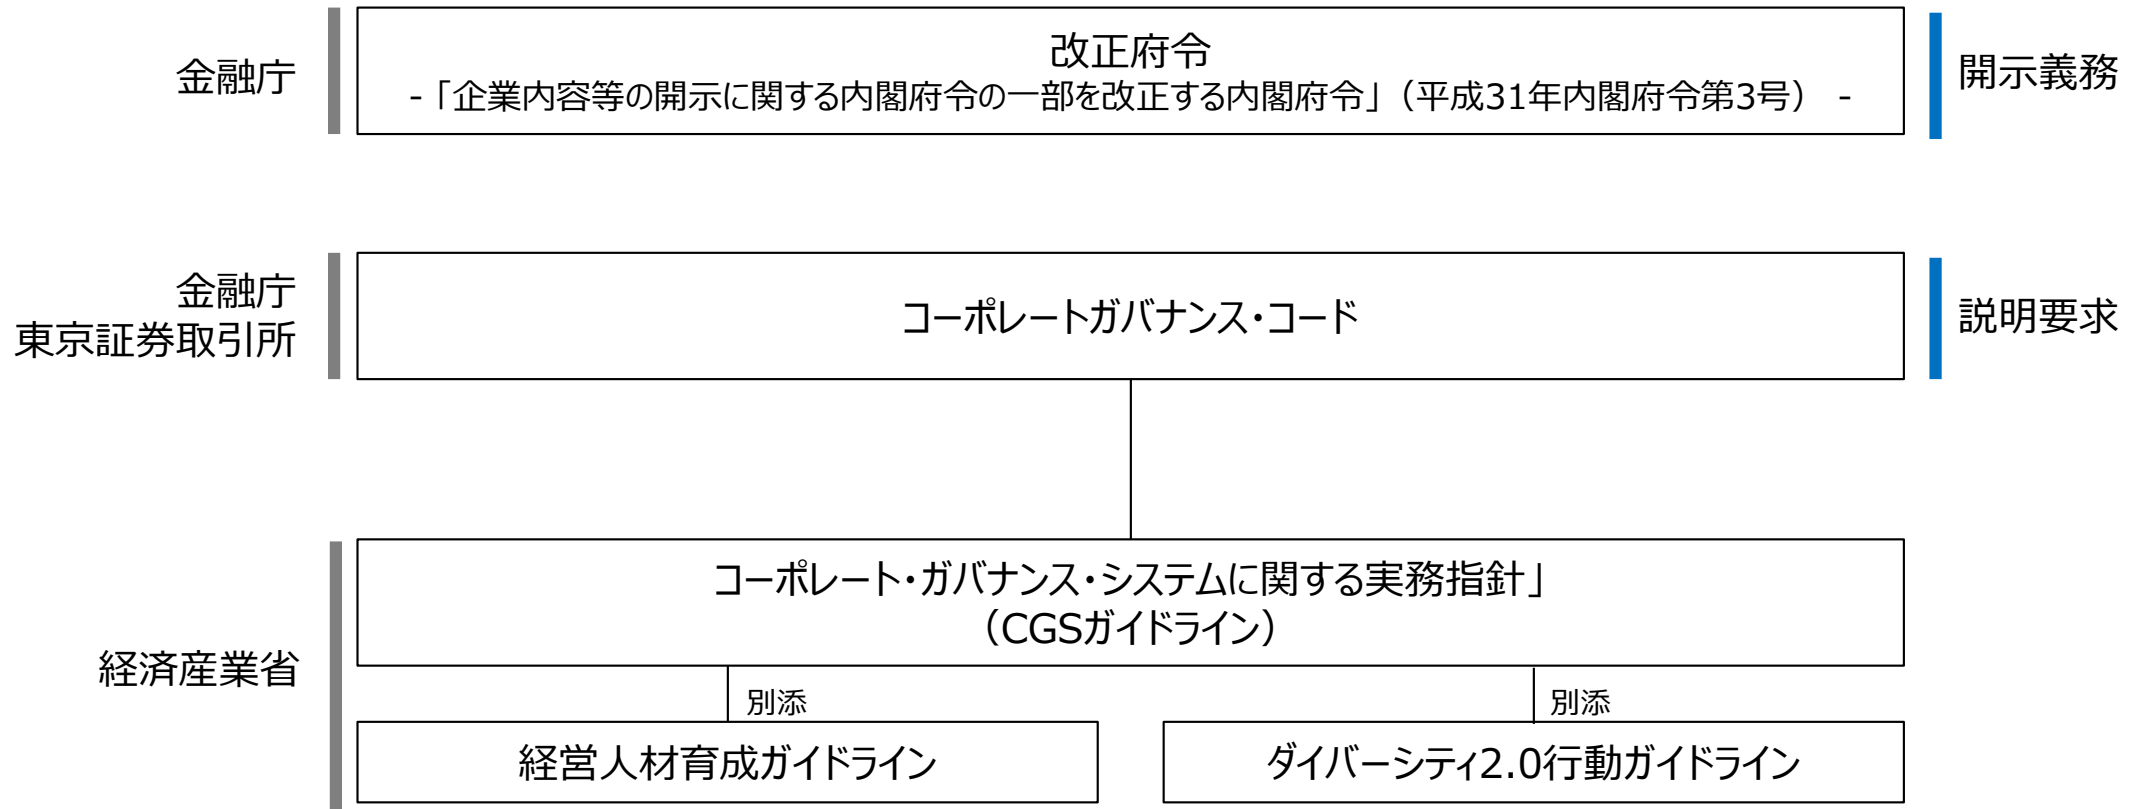 金融庁
改正府令
-「企業内容等の開示に関する内閣府令の一部を改正する内閣府令」（平成31年内閣府令第3号） -
開示義務
金融庁
東京証券取引所
コーポレートガバナンス・コード
説明要求
経済産業省
コーポレート・ガバナンス・システムに関する実務指針」
（CGSガイドライン）
別添
別添
経営人材育成ガイドライン
ダイバーシティ2.0行動ガイドライン